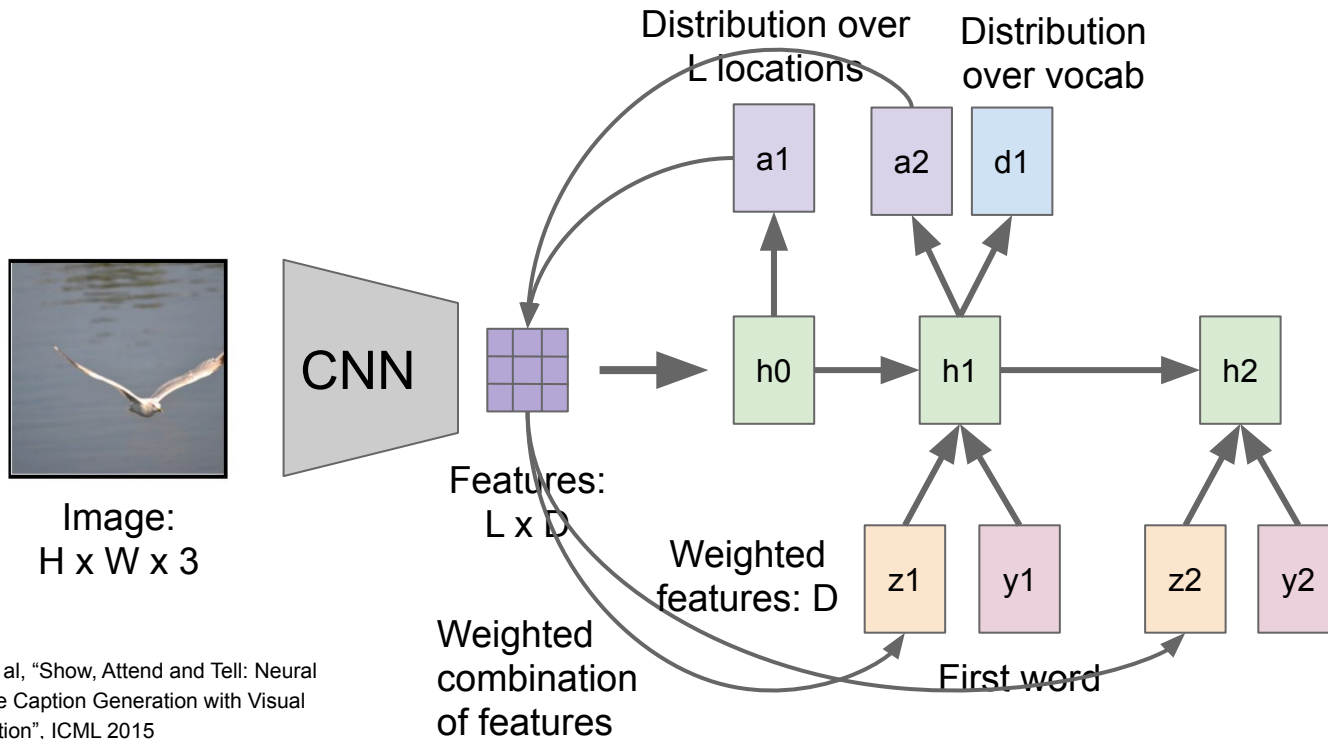 Distribution over
L locations
Distribution
over vocab
a1
a2
d1
CNN
h0
h1
h2
Features:
L x D
Image:
H x W x 3
Weighted
features: D
z1
y1
z2
y2
Weighted
combination
of features
First word
al, “Show, Attend and Tell: Neural
e Caption Generation with Visual
tion”, ICML 2015